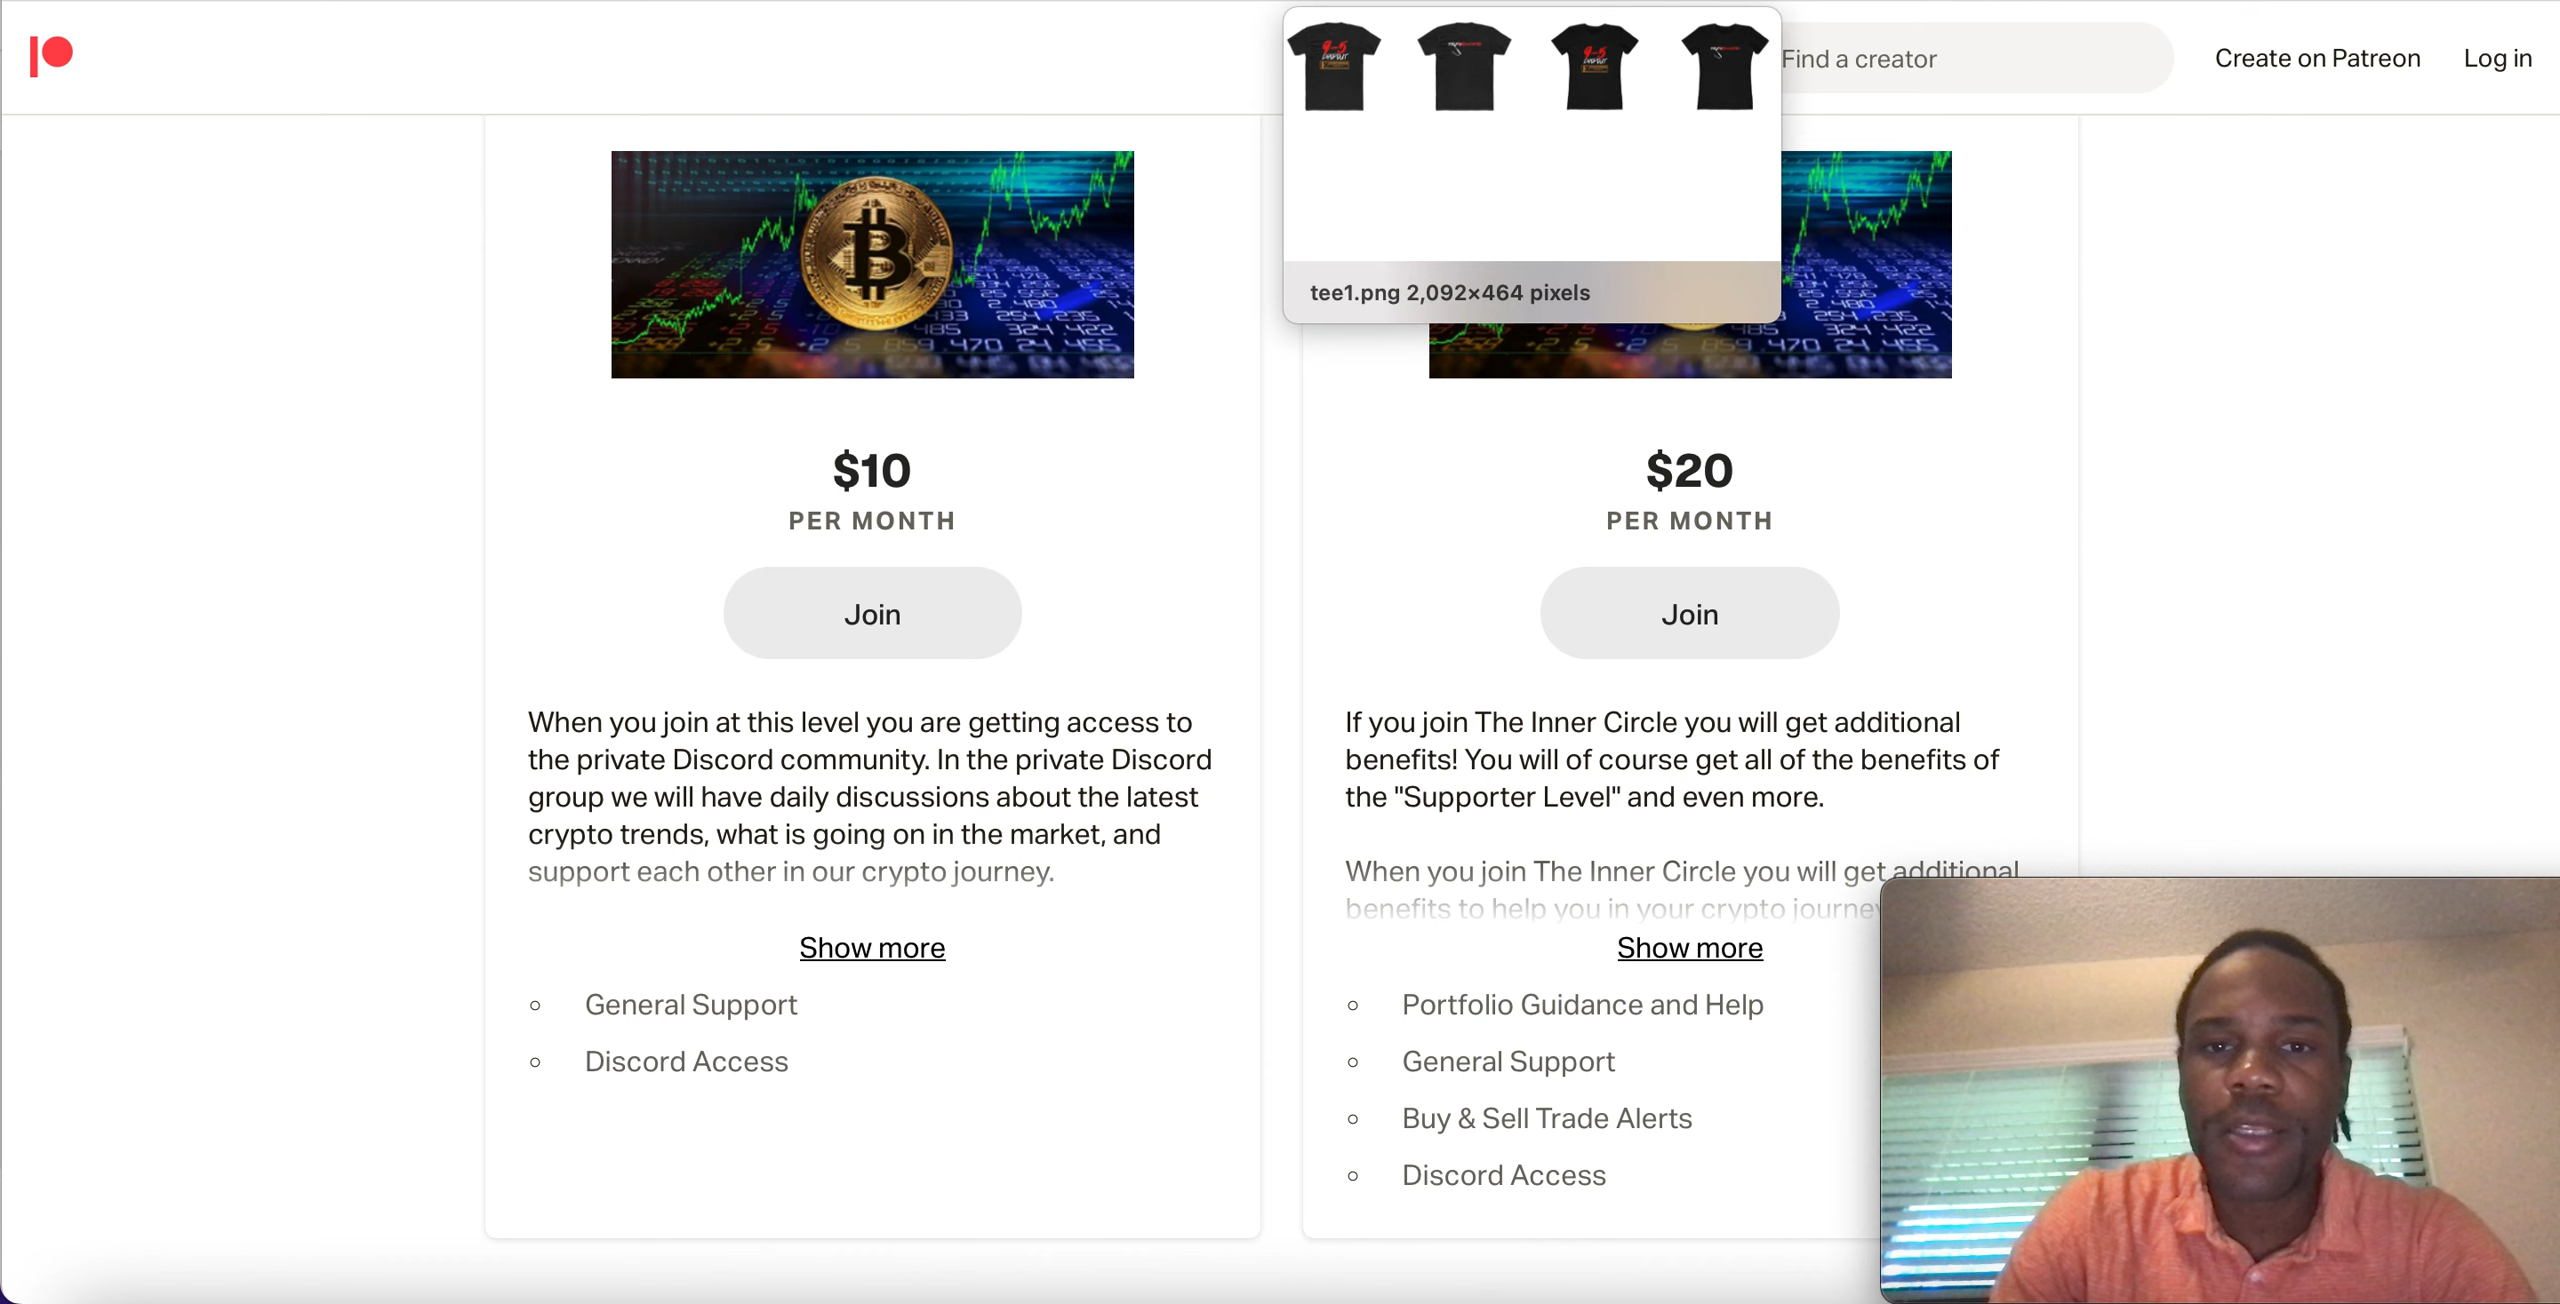 Find a creator
Create on Patreon
Log in
9-5
tee1.png 2,092×464 pixels
$10
PER MONTH
Join
When you join at this level you are getting access to
the private Discord community. In the private Discord
group we will have daily discussions about the latest
crypto trends, what is going on in the market, and
support each other in our crypto journey.
Show more
General Support
Discord Access
$20
PER MONTH
Join
If you join The Inner Circle you will get additional
benefits! You will of course get all of the benefits of
the "Supporter Level" and even more.
When you join The Inner Circle you will get additional
benefits to help you in your crypto journey
Show more
Portfolio Guidance and Help
General Support
Buy & Sell Trade Alerts
Discord Access